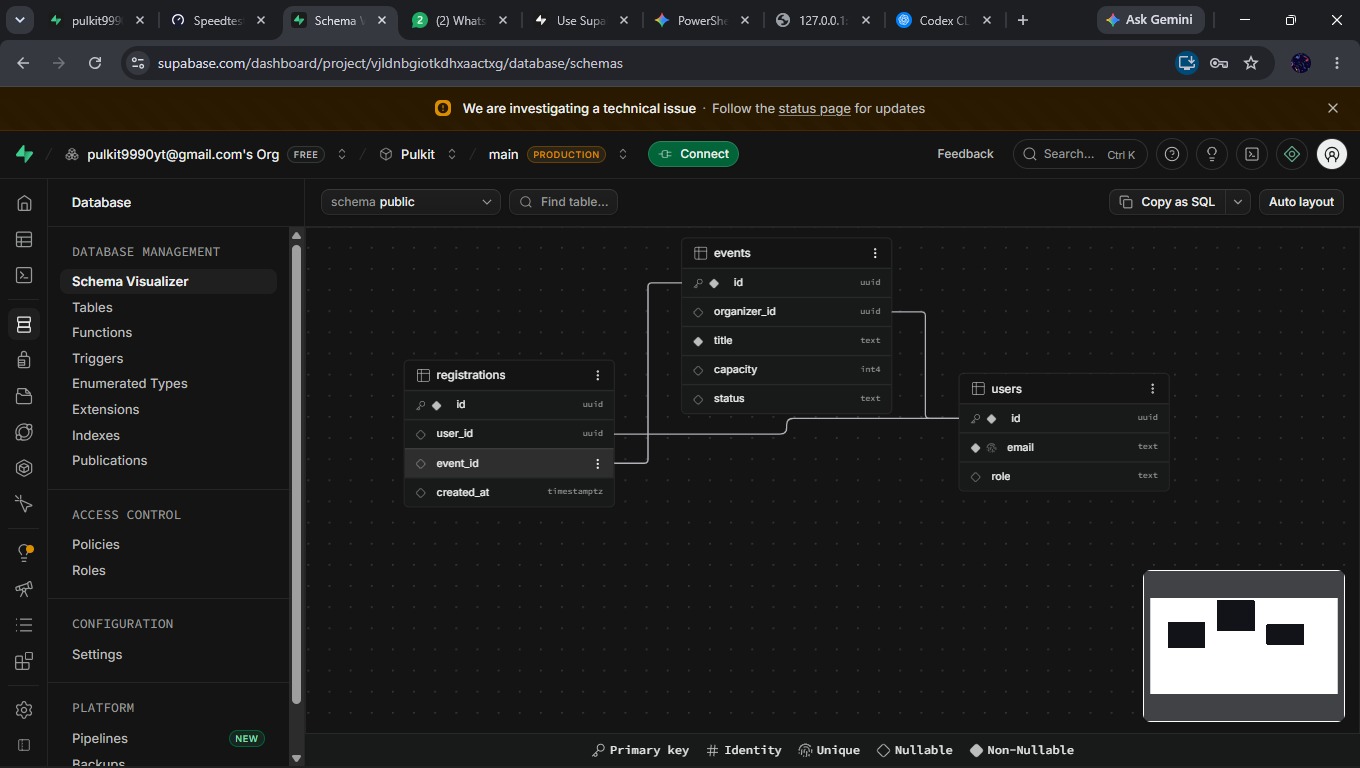 pulkit999
Speedtes
Schema V
2 (2) Whats
Use Supa
PowerShe
127.0.0.1:
Codex CL
Ask Gemini
supabase.com/dashboard/project/vjldnbgiotkdhxaactxg/database/schemas
We are investigating a technical issue · Follow the status page for updates
pulkit9990yt@gmail.com's Org FREE / Pulkit / main PRODUCTION Connect Feedback Search... Ctrl K
Database
schema public
Find table...
Copy as SQL
Auto layout
DATABASE MANAGEMENT
Schema Visualizer
Tables
Functions
Triggers
Enumerated Types
Extensions
Indexes
Publications
ACCESS CONTROL
Policies
Roles
CONFIGURATION
Settings
PLATFORM
Pipelines NEW
Backups
events
id uuid
organizer_id uuid
title text
capacity int4
status text
registrations
id uuid
user_id uuid
event_id
created_at timestamptz
users
id uuid
email text
role text
Primary key # Identity Unique Nullable Non-Nullable